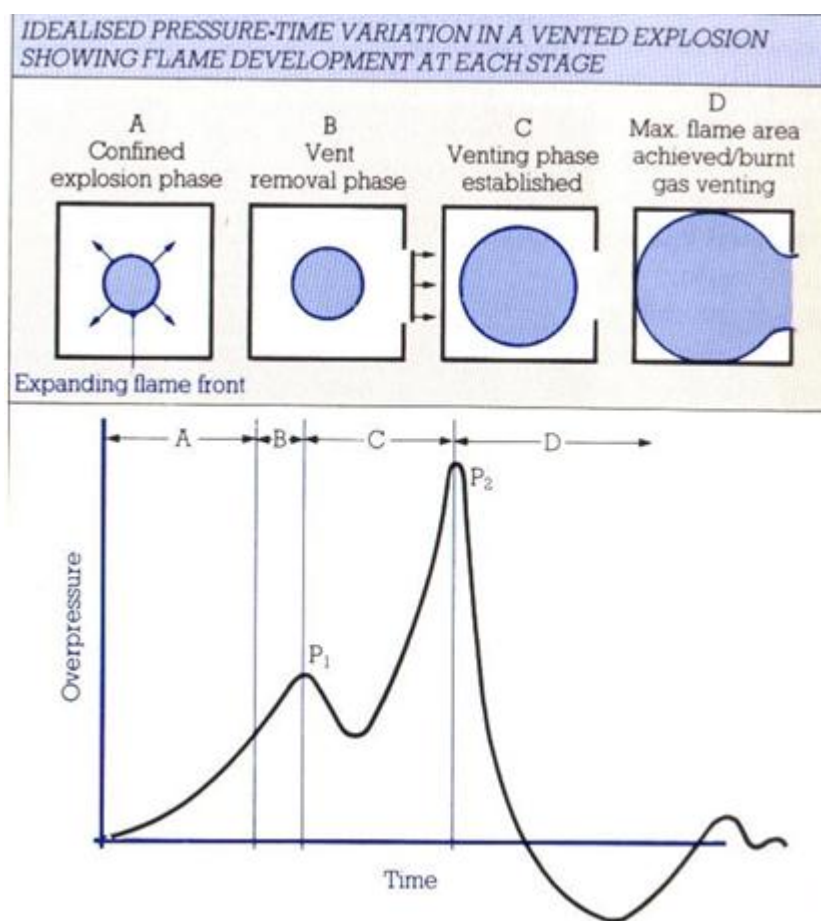 IDEALISED PRESSURE-TIME VARIATION IN A VENTED EXPLOSION
SHOWING FLAME DEVELOPMENT AT EACH STAGE
A
Confined
explosion phase
B
Vent
removal phase
C
Venting phase
established
D
Max. flame area
achieved/burnt
gas venting
Expanding flame front
A
B
C
D
P₂
P₁
Overpressure
Time